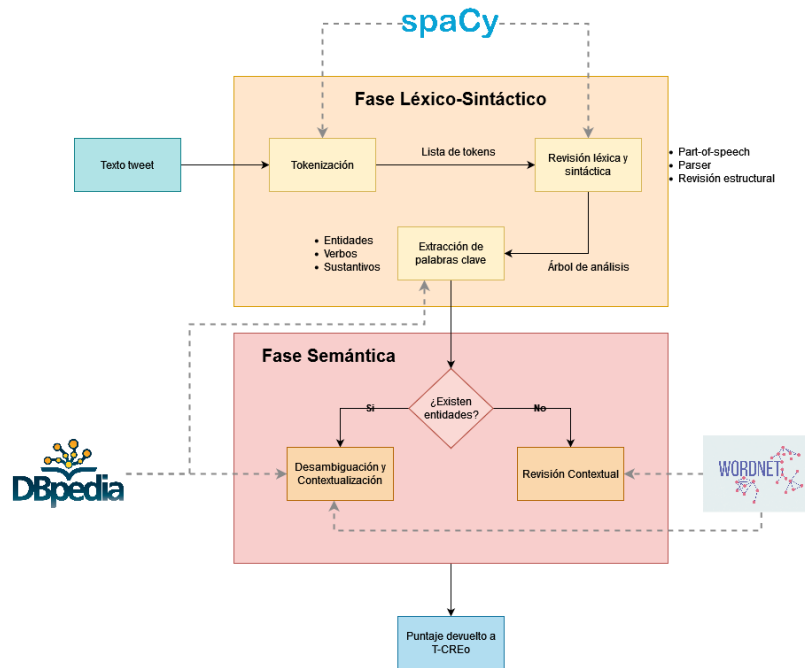 spaCy
Fase Léxico-Sintáctico
Texto tweet
Tokenización
Lista de tokens
Revisión léxica y
sintáctica
Part-of-speech
Parser
Revisión estructural
Entidades
Verbos
Sustantivos
Extracción de
palabras clave
Árbol de análisis
Fase Semántica
¿Existen
entidades?
Sí
No
DBpedia
Desambiguación y
Contextualización
Revisión Contextual
WORDNET
Puntaje devuelto a
T-CREo